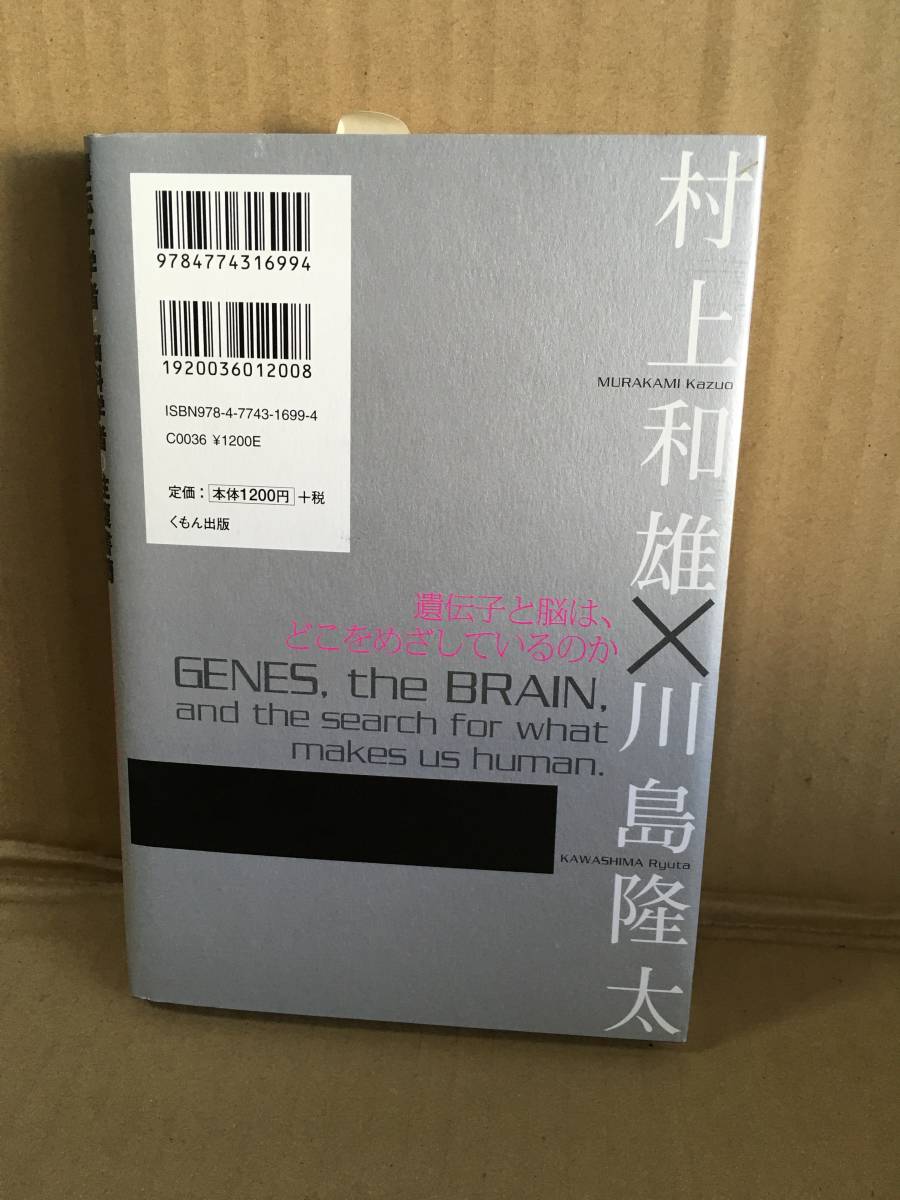 9784774316994
1920036012008
ISBN978-4-7743-1699-4
C0036 ¥1200E
定価：本体1200円+税
くもん出版
村上和雄×川島隆太
MURAKAMI Kazuo
KAWASHIMA Ryuta
遺伝子と脳は、
どこをめざしているのか
GENES, the BRAIN,
and the search for what
makes us human.